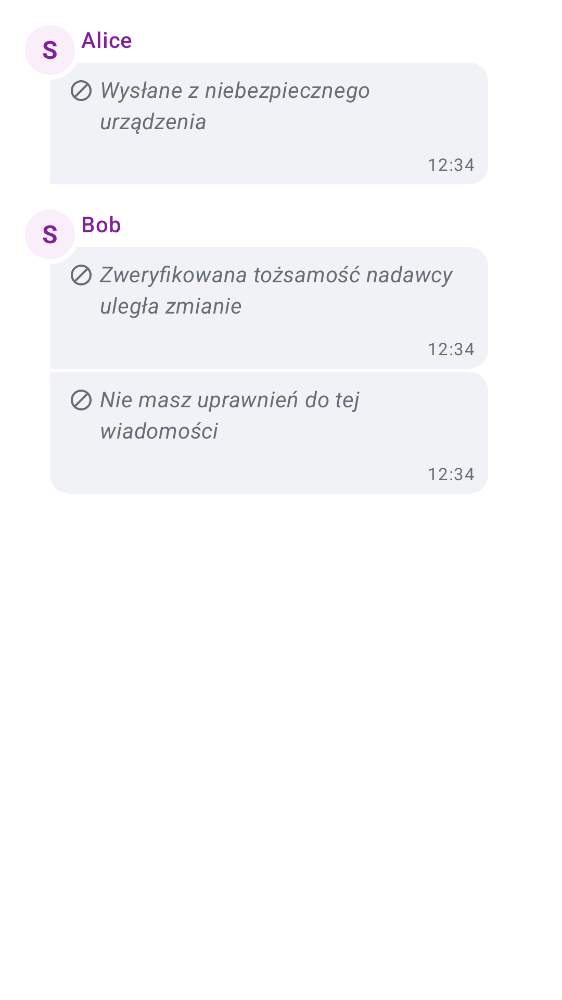 S Alice
Wysłane z niebezpiecznego
urządzenia
12:34
S Bob
Zweryfikowana tożsamość nadawcy
uległa zmianie
12:34
Nie masz uprawnień do tej
wiadomości
12:34